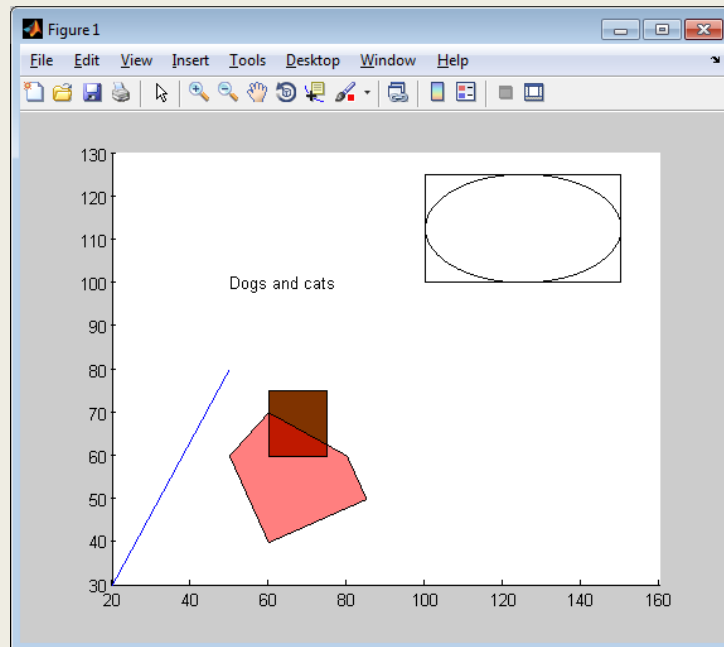 Figure 1
File Edit View Insert Tools Desktop Window Help
130
120
110
100
90
80
70
60
50
40
30
Dogs and cats
20 40 60 80 100 120 140 160